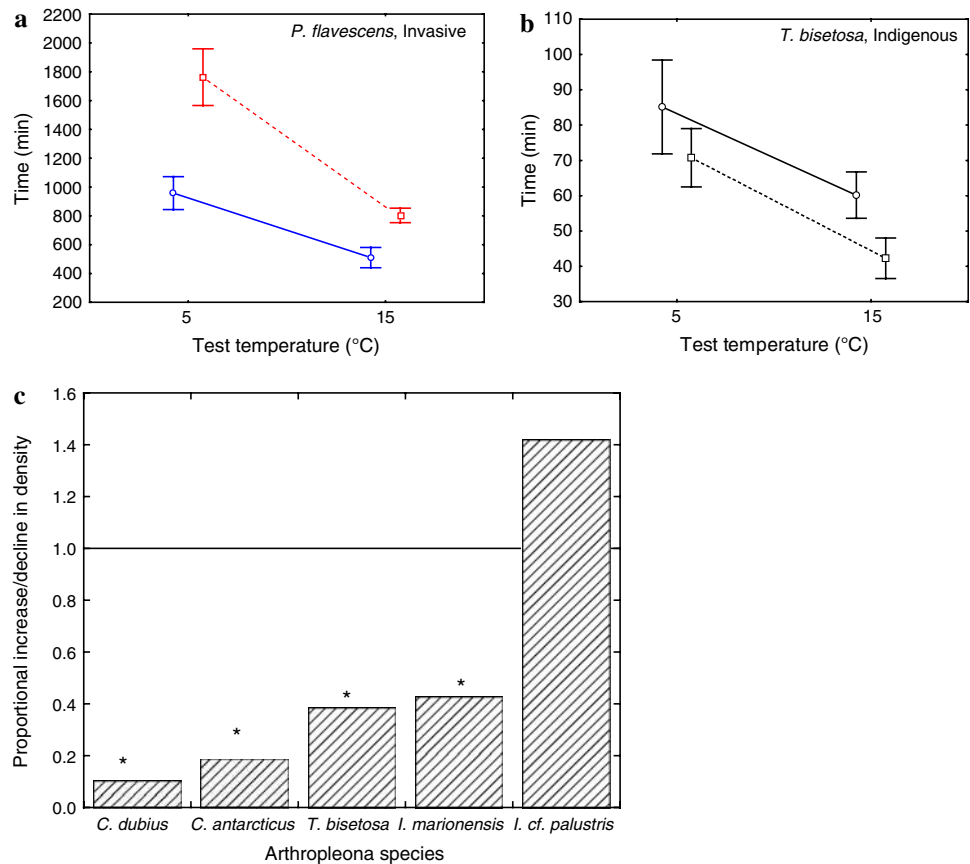 a
P. flavescens, Invasive
2200
2000
1800
1600
1400
1200
1000
800
600
400
200
Time (min)
5 15
Test temperature (°C)
b
T. bisetosa, Indigenous
110
100
90
80
70
60
50
40
30
Time (min)
5 15
Test temperature (°C)
c
1.6
1.4
1.2
1.0
0.8
0.6
0.4
0.2
0.0
Proportional increase/decline in density
* * * *
C. dubius C. antarcticus T. bisetosa I. marionensis I. cf. palustris
Arthropleona species